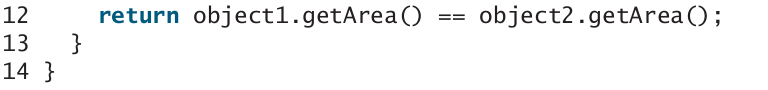 12     return object1.getArea() == object2.getArea();
13   }
14 }